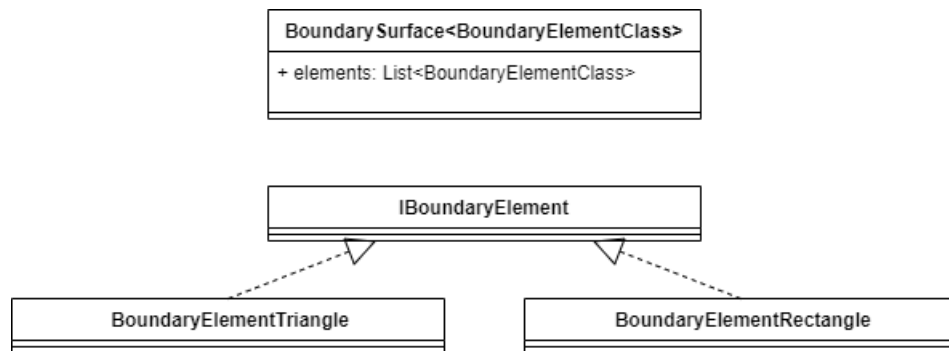 BoundarySurface<BoundaryElementClass>
+ elements: List<BoundaryElementClass>
IBoundaryElement
BoundaryElementTriangle
BoundaryElementRectangle